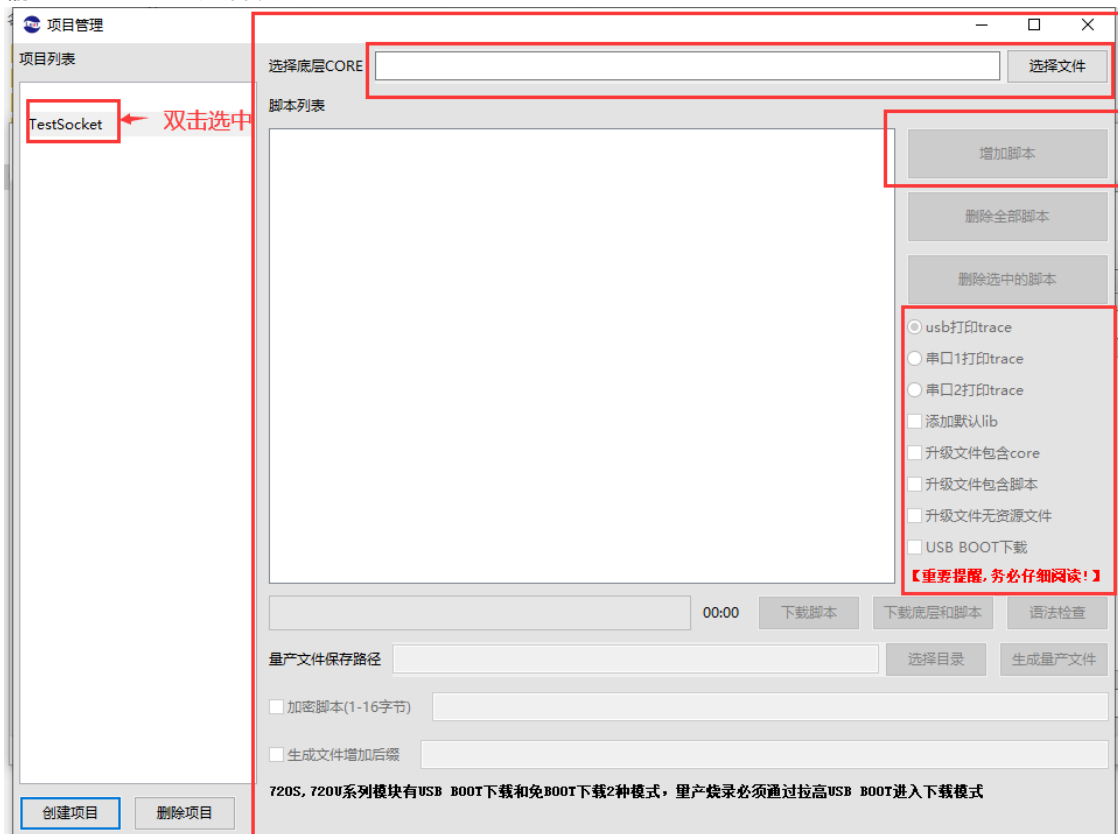 项目管理
项目列表
TestSocket
双击选中
选择底层CORE
选择文件
脚本列表
增加脚本
删除全部脚本
删除选中的脚本
usb打印trace
串口1打印trace
串口2打印trace
添加默认lib
升级文件包含core
升级文件包含脚本
升级文件无资源文件
USB BOOT下载
【重要提醒,务必仔细阅读!】
00:00
下载脚本
下载底层和脚本
语法检查
量产文件保存路径
选择目录
生成量产文件
加密脚本(1-16字节)
生成文件增加后缀
720S,720U系列模块有USB BOOT下载和免BOOT下载2种模式，量产烧录必须通过拉高USB BOOT进入下载模式
创建项目
删除项目